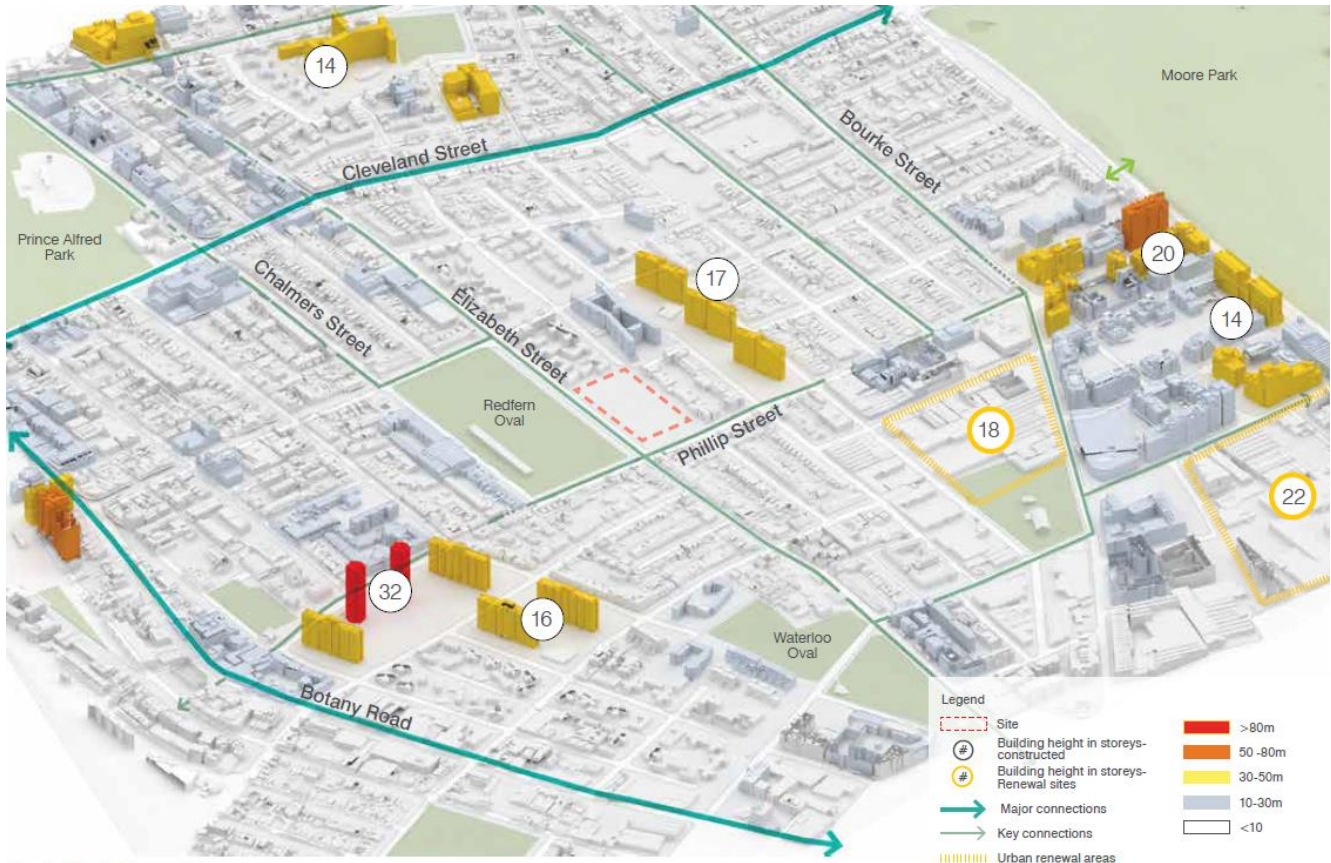 14
Moore Park
Bourke Street
Cleveland Street
Prince Alfred
Park
Chalmers Street
Elizabeth Street
17
20
14
Redfern
Oval
Phillip Street
18
22
32
16
Waterloo
Oval
Botany Road
Legend
Site
# Building height in storeys-
constructed
# Building height in storeys-
Renewal sites
Major connections
Key connections
Urban renewal areas
>80m
50 -80m
30-50m
10-30m
<10